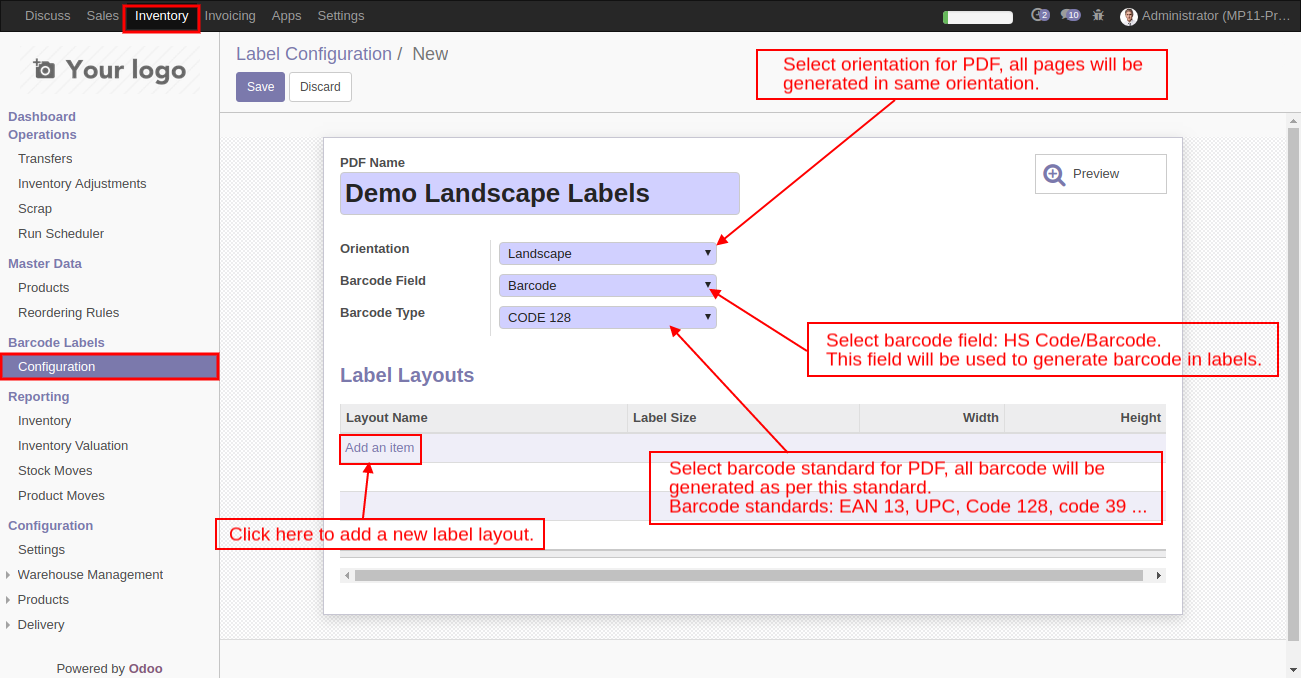 Discuss Sales Inventory Invoicing Apps Settings 2 10 Administrator (MP11-Pr...
Your logo
Label Configuration / New
Save Discard
Select orientation for PDF, all pages will be
generated in same orientation.
Dashboard
Operations
Transfers
Inventory Adjustments
Scrap
Run Scheduler
Master Data
Products
Reordering Rules
Barcode Labels
Configuration
Reporting
Inventory
Inventory Valuation
Stock Moves
Product Moves
Configuration
Settings
Warehouse Management
Products
Delivery
Powered by Odoo
PDF Name
Demo Landscape Labels
Preview
Orientation Landscape
Barcode Field Barcode
Barcode Type CODE 128
Select barcode field: HS Code/Barcode.
This field will be used to generate barcode in labels.
Label Layouts
Layout Name Label Size Width Height
Add an item
Select barcode standard for PDF, all barcode will be
generated as per this standard.
Barcode standards: EAN 13, UPC, Code 128, code 39 ...
Click here to add a new label layout.